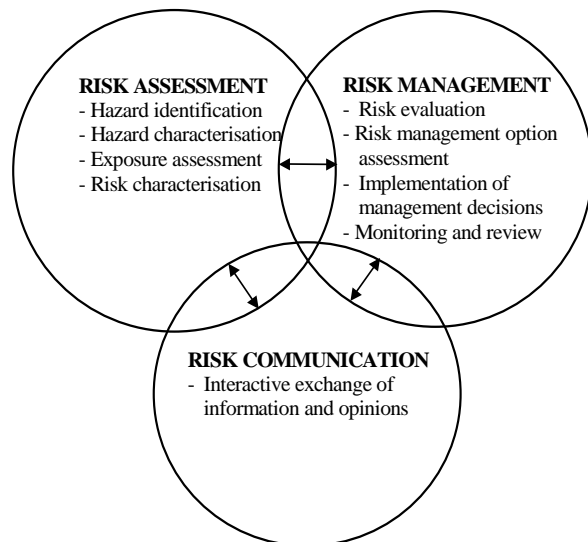 RISK ASSESSMENT
- Hazard identification
- Hazard characterisation
- Exposure assessment
- Risk characterisation
RISK MANAGEMENT
- Risk evaluation
- Risk management option
assessment
- Implementation of
management decisions
- Monitoring and review
RISK COMMUNICATION
- Interactive exchange of
information and opinions